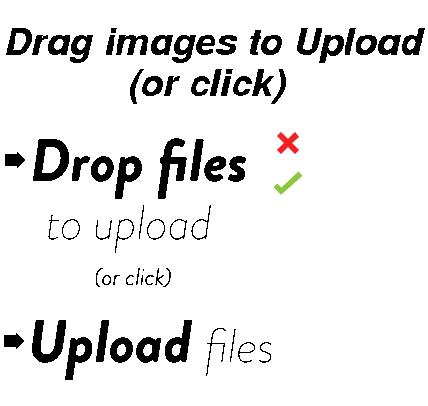 Drag images to Upload
(or click)
Drop files
to upload
(or click)
Upload files